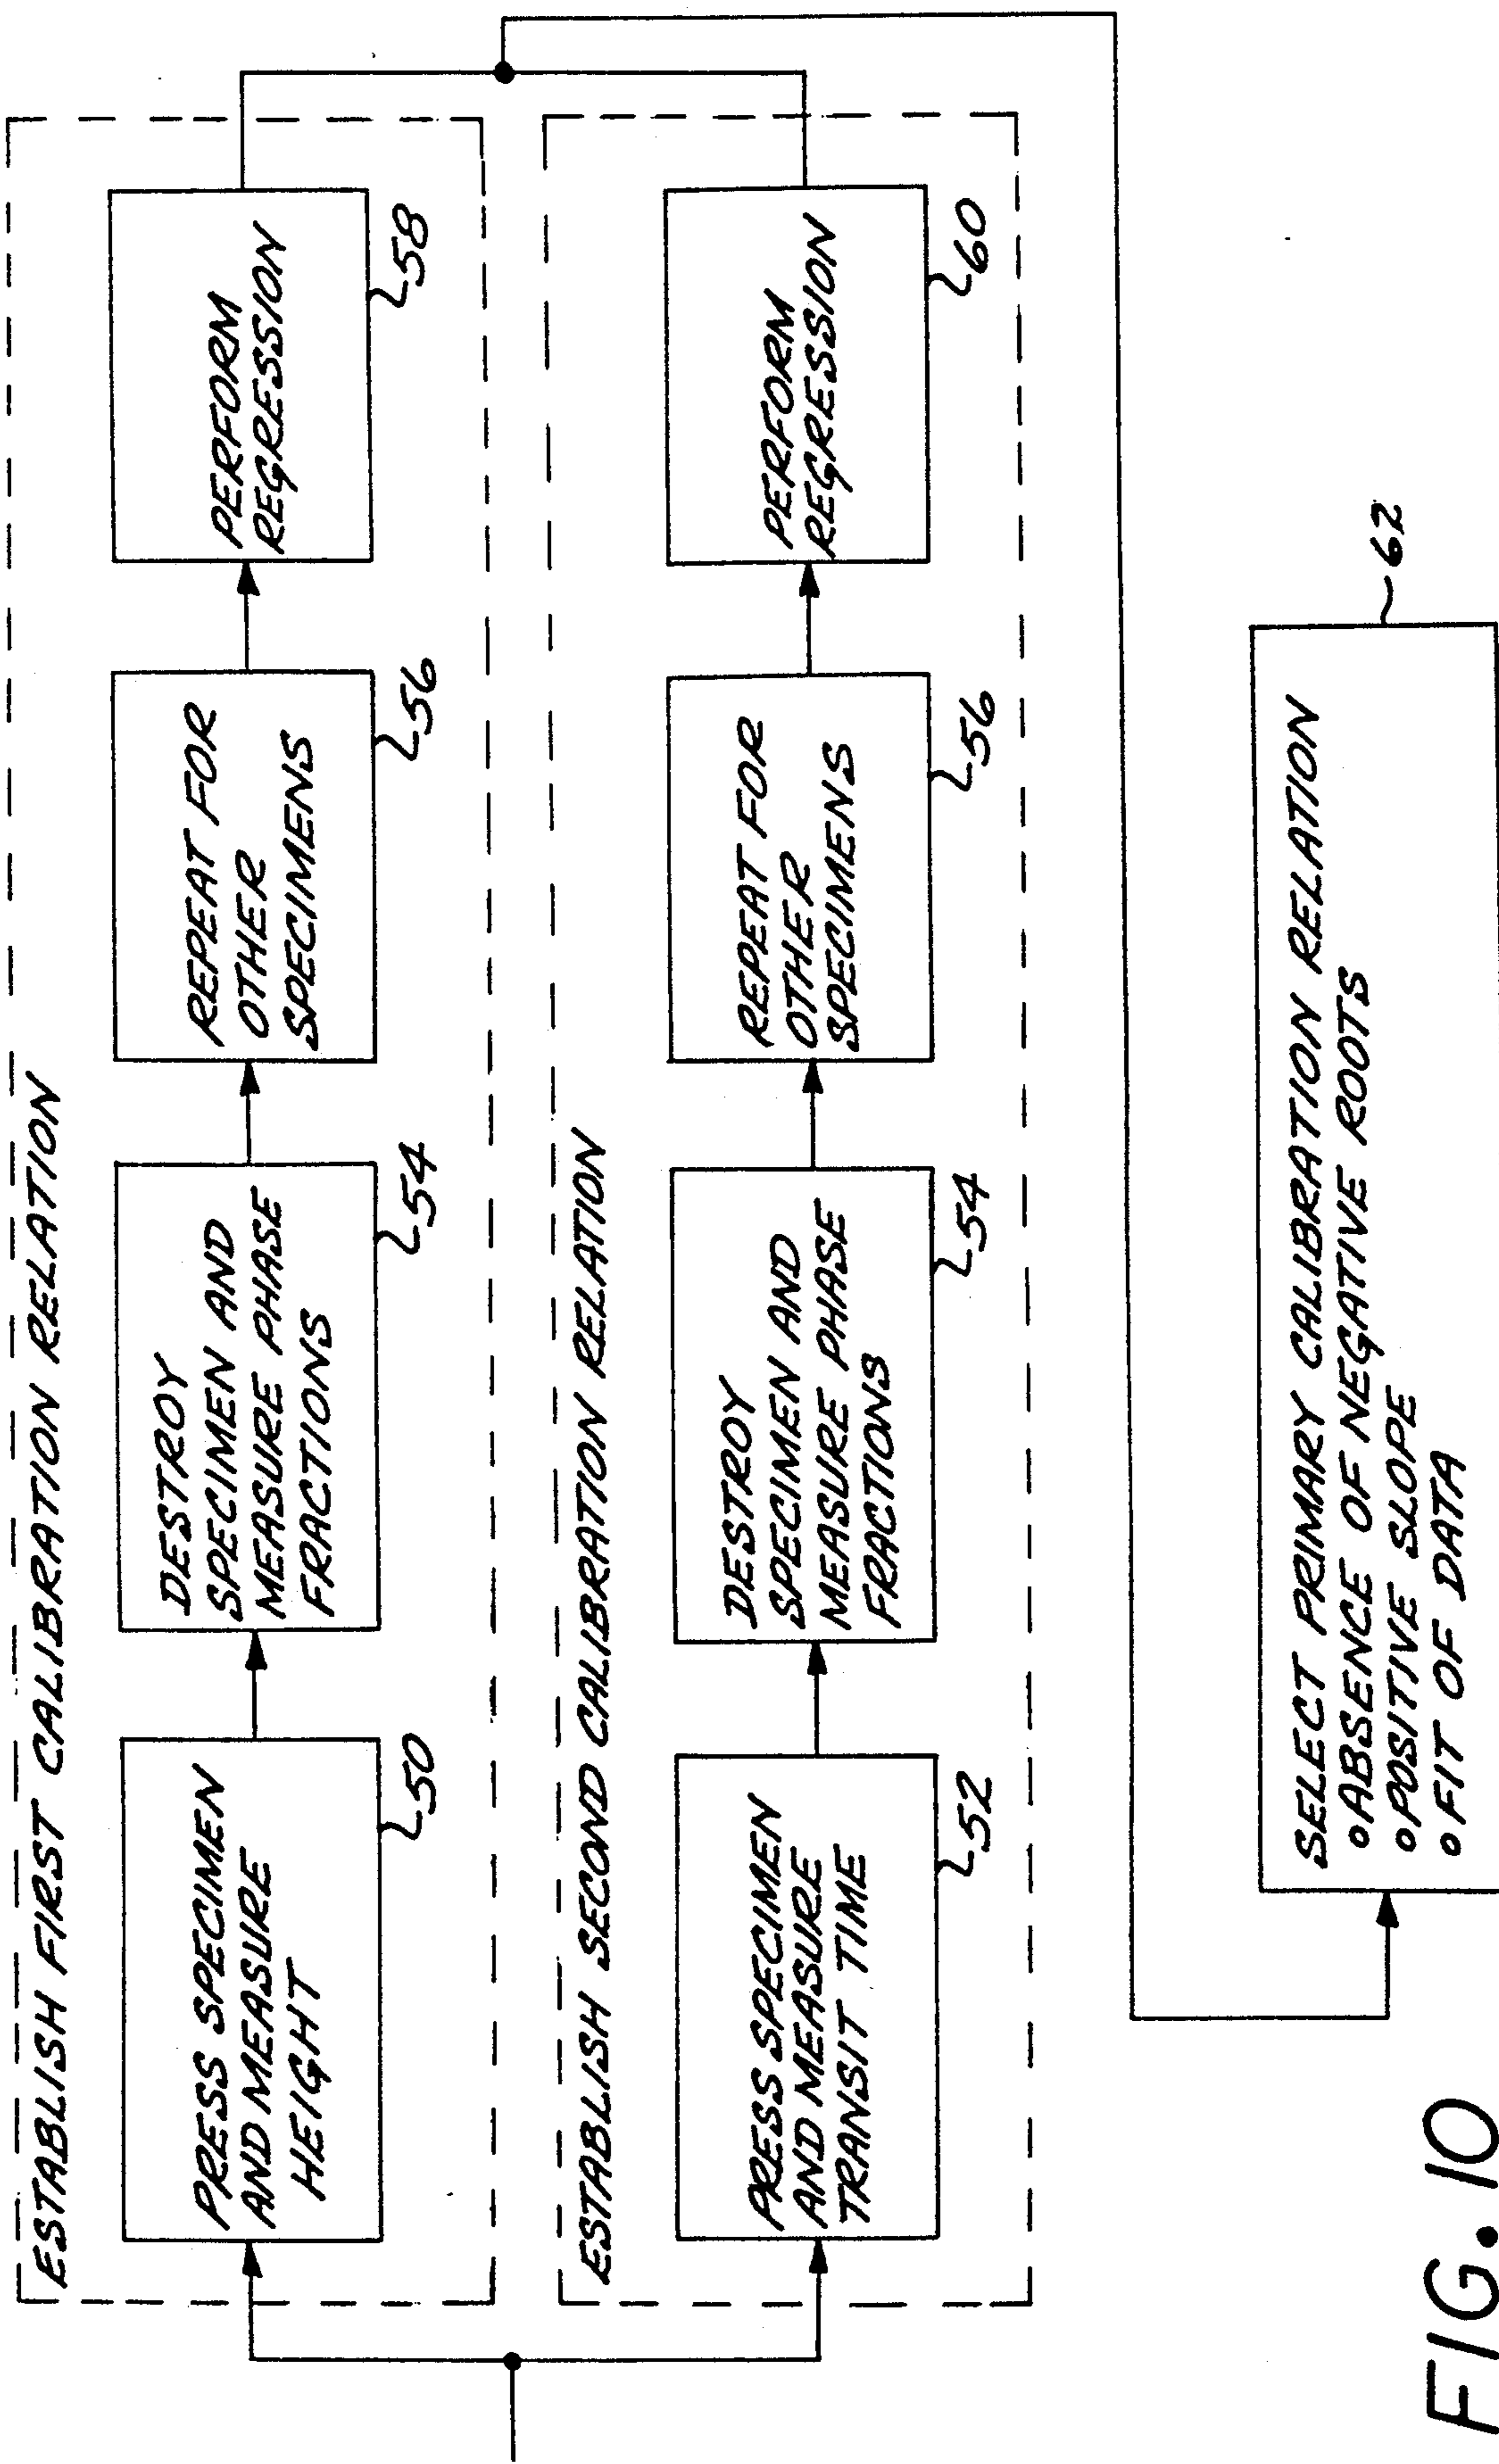 ESTABLISH FIRST CALIBRATION RELATION
PRESS SPECIMEN
AND MEASURE
HEIGHT
50
DESTROY
SPECIMEN AND
MEASURE PHASE
FRACTIONS
54
REPEAT FOR
OTHER
SPECIMENS
56
PERFORM
REGRESSION
58
ESTABLISH SECOND CALIBRATION RELATION
PRESS SPECIMEN
AND MEASURE
TRANSIT TIME
52
DESTROY
SPECIMEN AND
MEASURE PHASE
FRACTIONS
54
REPEAT FOR
OTHER
SPECIMENS
56
PERFORM
REGRESSION
60
SELECT PRIMARY CALIBRATION RELATION
• ABSENCE OF NEGATIVE ROOTS
• POSITIVE SLOPE
• FIT OF DATA
62
FIG. 10